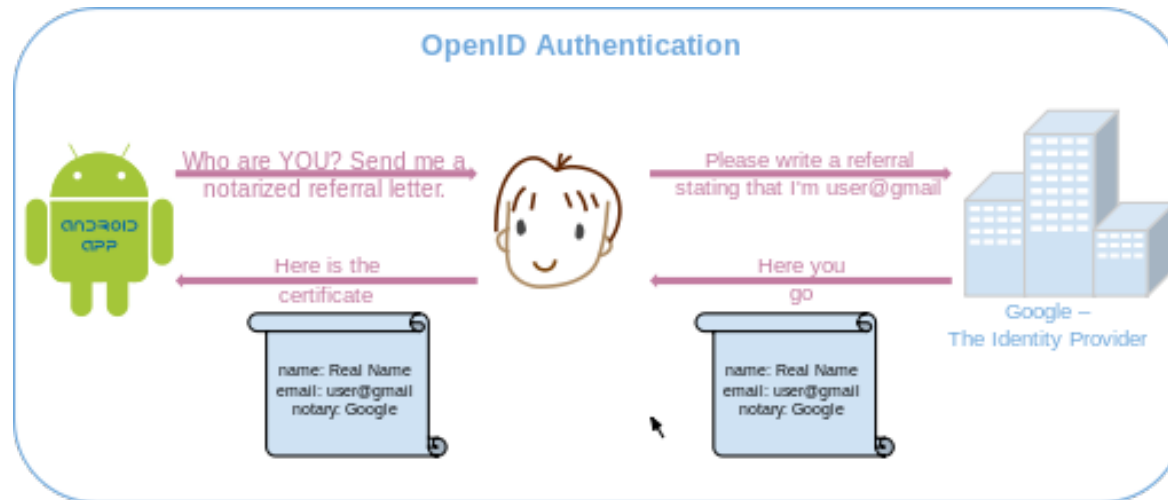 OpenID Authentication
Who are YOU? Send me a
notarized referral letter.
Please write a referral
stating that I'm user@gmail
ANDROID
APP
Here is the
certificate
Here you
go
Google –
The Identity Provider
name: Real Name
email: user@gmail
notary: Google
name: Real Name
email: user@gmail
notary: Google